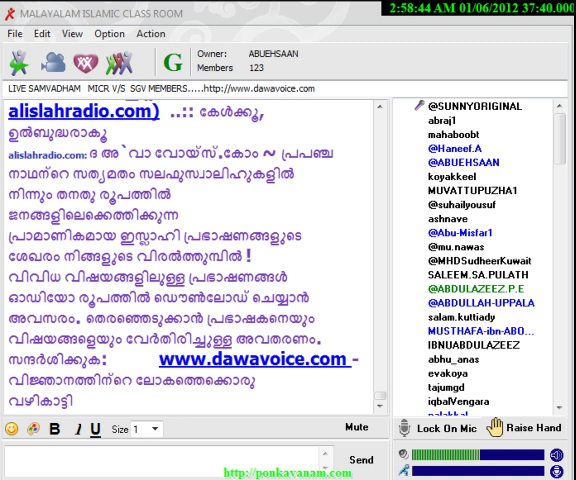 MALAYALAM ISLAMIC CLASS ROOM
2:58:44 AM 01/06/2012 37:40.000
File Edit View Option Action
G
Owner: ABUEHSAAN
Members 123
LIVE SAMVADHAM MICR V/S SGV MEMBERS.....http://www.dawavoice.com
alislahradio.com) ..:: കേൾക്കൂ,
ഉൽബുദ്ധരാകൂ
alislahradio.com: ദ അ`വാ വോയ്സ്.കോം ~ പ്രപഞ്ച
നാഥന്റെ സത്യമതം സലഫുസ്വാലിഹുകളിൽ
നിന്നും തനതു രൂപത്തിൽ
ജനങ്ങളിലെക്കെത്തിക്കുന്ന
പ്രാമാണികമായ ഇസ്ലാഹി പ്രഭാഷണങ്ങളുടെ
ശേഖരം നിങ്ങളുടെ വിരൽത്തുമ്പിൽ !
വിവിധ വിഷയങ്ങളിലുള്ള പ്രഭാഷണങ്ങൾ
ഓഡിയോ രൂപത്തിൽ ഡൌൺലോഡ് ചെയ്യാൻ
അവസരം. തെരഞ്ഞെടുക്കാൻ പ്രഭാഷകനെയും
വിഷയങ്ങളെയും വേർതിരിച്ചുള്ള അവതരണം.
സന്ദർശിക്കുക: www.dawavoice.com -
വിജ്ഞാനത്തിന്റെ ലോകത്തെക്കൊരു
വഴികാട്ടി
@SUNNYORIGINAL
abraj1
mahaboobt
@Haneef.A
@ABUEHSAAN
koyakkeel
MUVATTUPUZHA1
@suhailyousuf
ashnave
@Abu-Misfar1
@mu.nawas
@MHDSudheerKuwait
SALEEM.SA.PULATH
@ABDULAZEEZ.P.E
@ABDULLAH-UPPALA
salam.kuttiady
MUSTHAFA-ibn-ABO...
IBNUABDULAZEEZ
abhu_anas
evakoya
tajumgd
iqbalVengara
palakkal
B I U Size 1 Mute
Lock On Mic Raise Hand
Send
http://ponkavanam.com